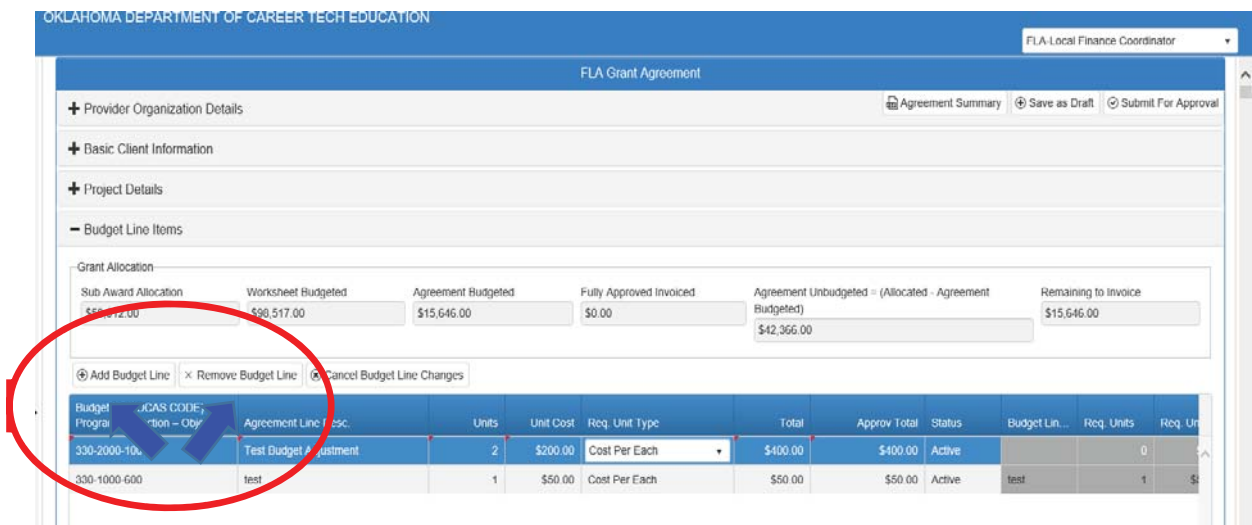 OKLAHOMA DEPARTMENT OF CAREER TECH EDUCATION
FLA-Local Finance Coordinator
FLA Grant Agreement
Provider Organization Details
Agreement Summary Save as Draft Submit For Approval
Basic Client Information
Project Details
Budget Line Items
Grant Allocation
Sub Award Allocation Worksheet Budgeted Agreement Budgeted Fully Approved Invoiced Agreement Unbudgeted = (Allocated - Agreement Budgeted) Remaining to Invoice
$98,517.00 $15,646.00 $0.00 $42,366.00 $15,646.00
Add Budget Line Remove Budget Line Cancel Budget Line Changes
Budget CODE)
Agreement Line Units Unit Cost Req. Unit Type Total Approv Total Status Budget Lin... Req. Units Req. Un
330-2000- Test Budget 2 $200.00 Cost Per Each $400.00 $400.00 Active 0
330-1000-600 test 1 $50.00 Cost Per Each $50.00 $50.00 Active test 1